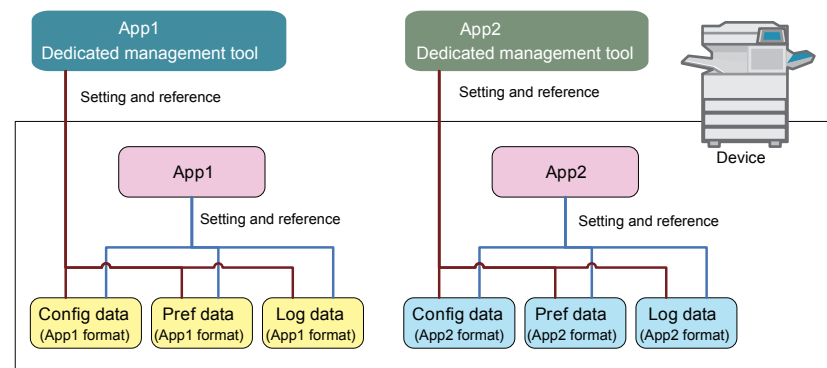 App1
Dedicated management tool
App2
Dedicated management tool
Setting and reference
Setting and reference
Device
App1
App2
Setting and reference
Setting and reference
Config data
(App1 format)
Pref data
(App1 format)
Log data
(App1 format)
Config data
(App2 format)
Pref data
(App2 format)
Log data
(App2 format)